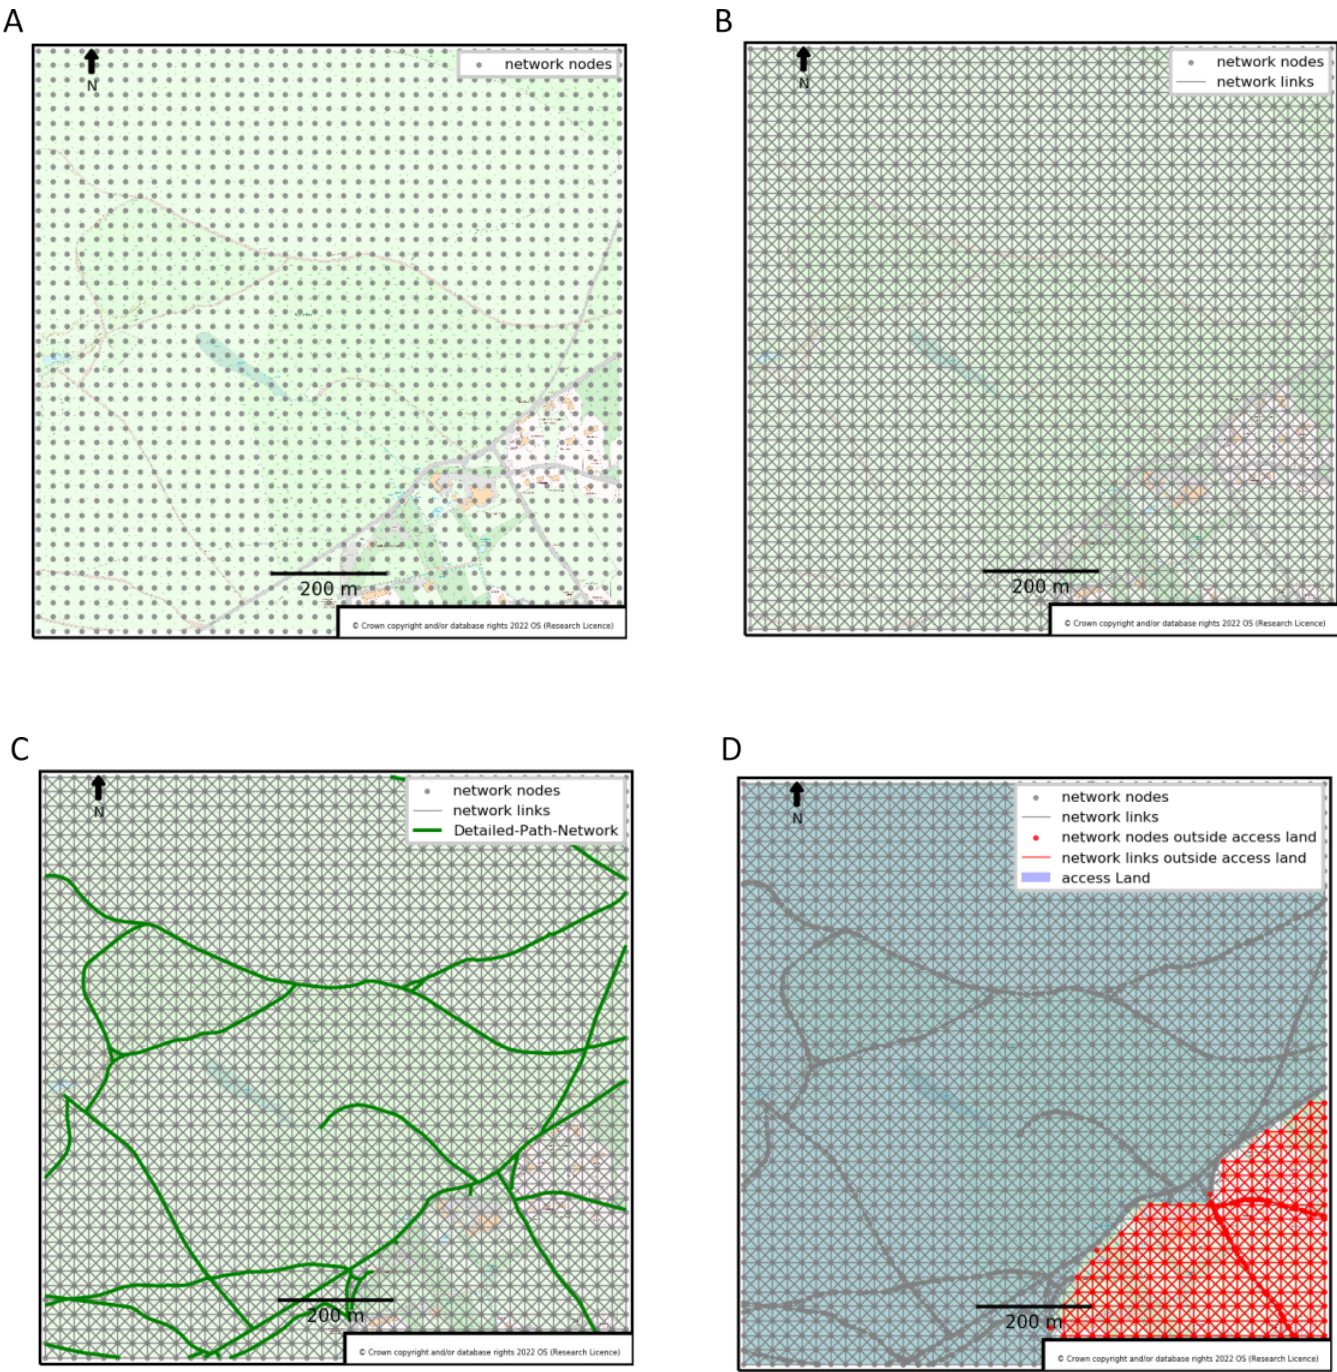 A
N
network nodes
200 m
© Crown copyright and/or database rights 2022 OS (Research Licence)
B
N
network nodes
network links
200 m
© Crown copyright and/or database rights 2022 OS (Research Licence)
C
N
network nodes
network links
Detailed-Path-Network
200 m
© Crown copyright and/or database rights 2022 OS (Research Licence)
D
N
network nodes
network links
network nodes outside access land
network links outside access land
access Land
200 m
© Crown copyright and/or database rights 2022 OS (Research Licence)